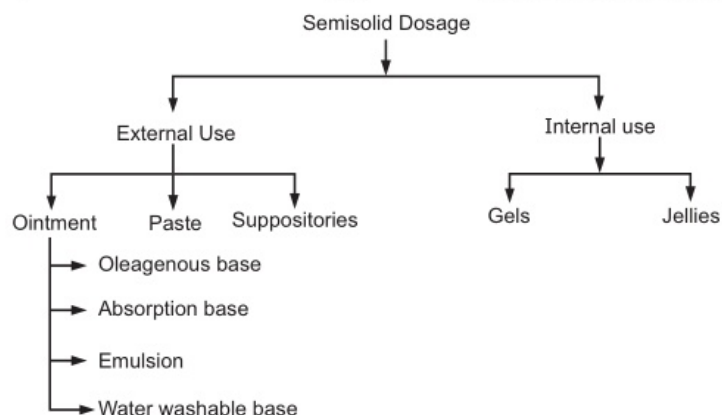 Semisolid Dosage
External Use
Internal use
Ointment
Paste
Suppositories
Gels
Jellies
Oleagenous base
Absorption base
Emulsion
Water washable base